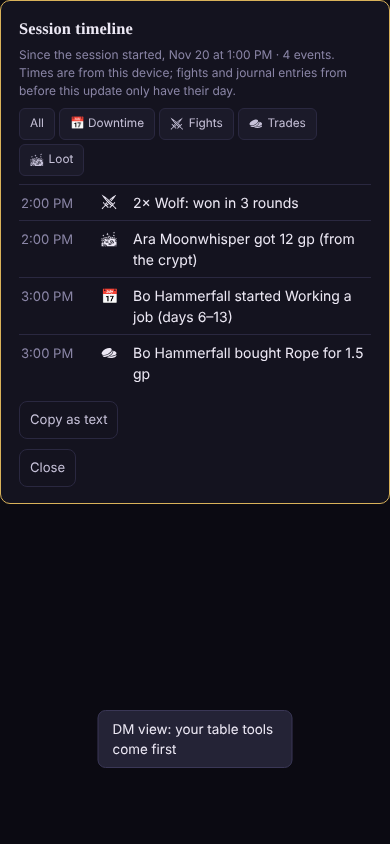 Session timeline
Since the session started, Nov 20 at 1:00 PM · 4 events.
Times are from this device; fights and journal entries from
before this update only have their day.
All
📅 Downtime
⚔ Fights
🪙 Trades
Loot
2:00 PM ⚔ 2× Wolf: won in 3 rounds
2:00 PM Ara Moonwhisper got 12 gp (from
the crypt)
3:00 PM 📅 Bo Hammerfall started Working a
job (days 6–13)
3:00 PM 🪙 Bo Hammerfall bought Rope for 1.5
gp
Copy as text
Close
DM view: your table tools
come first